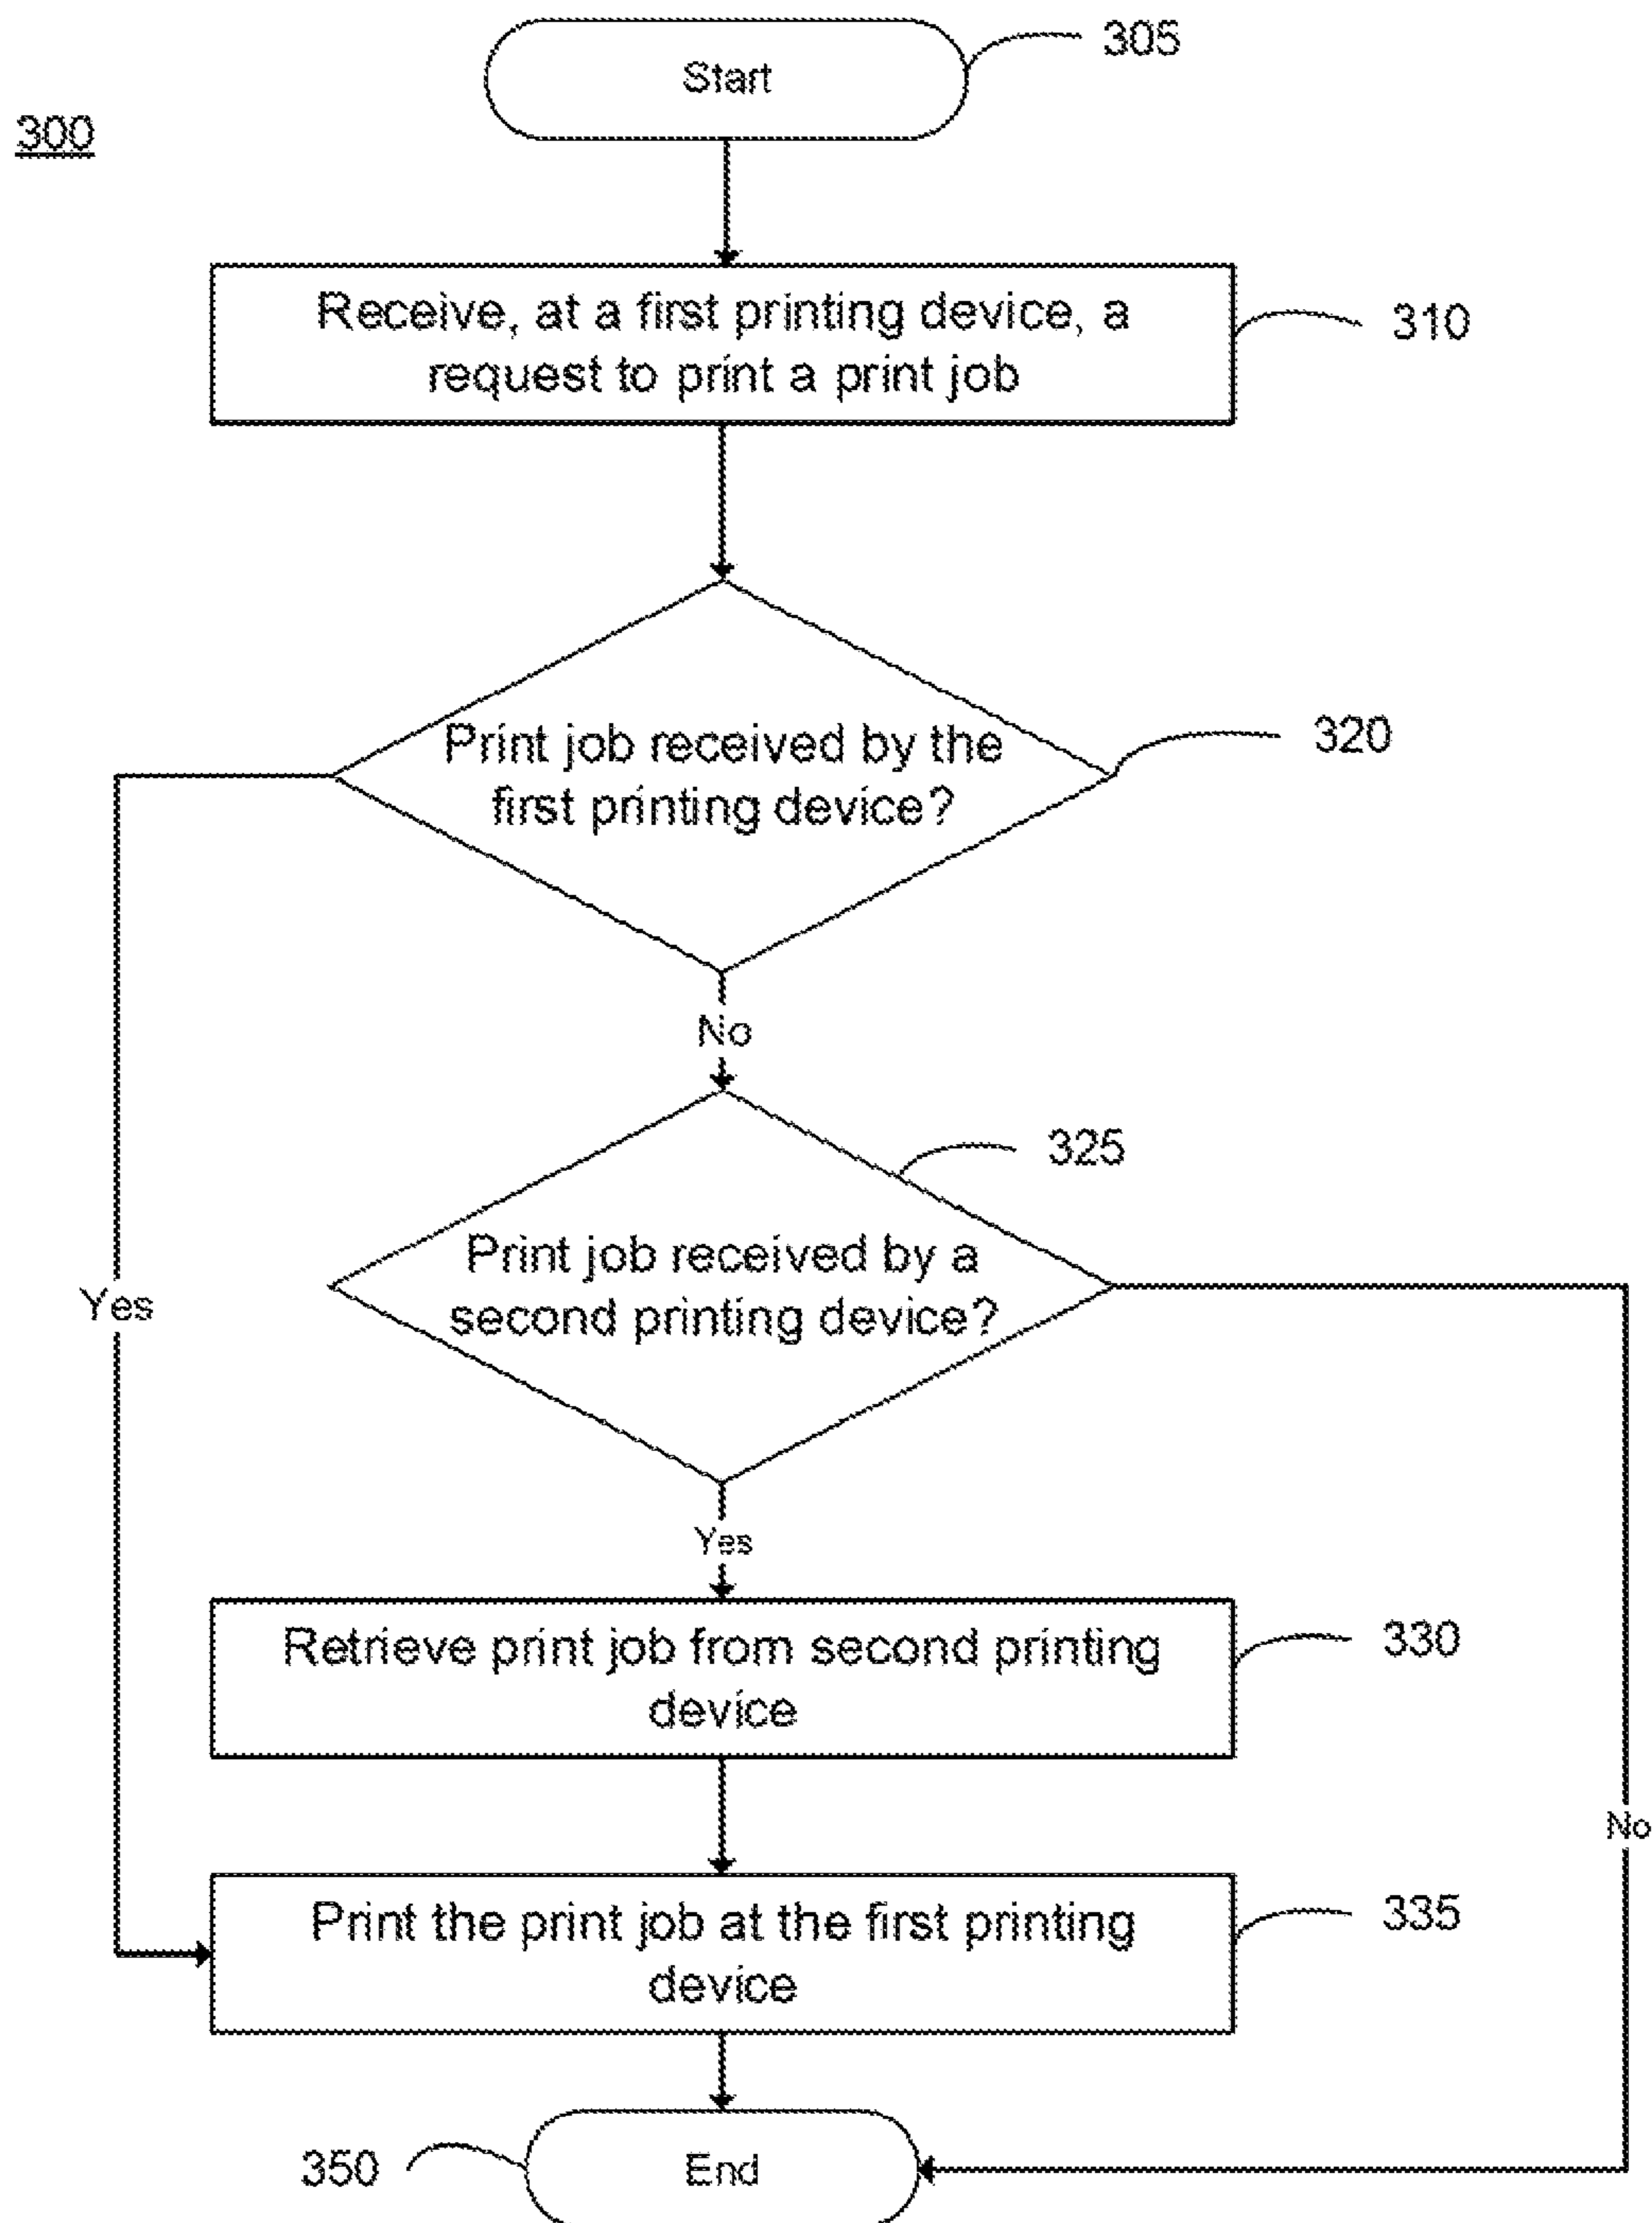 305
Start
300
Receive, at a first printing device, a
request to print a print job
310
320
Print job received by the
first printing device?
No
325
Print job received by a
second printing device?
Yes
Yes
Retrieve print job from second printing
device
330
No
Print the print job at the first printing
device
335
350
End